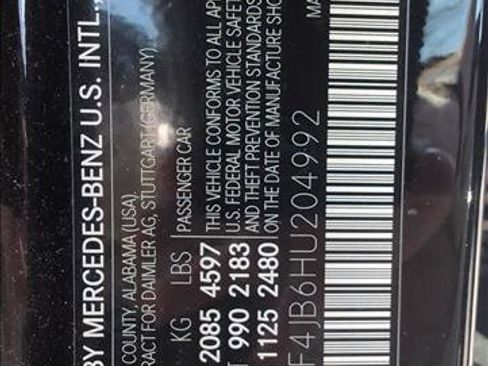 BY MERCEDES-BENZ U.S. INTL.,
COUNTY, ALABAMA (USA),
RACT FOR DAIMLER AG, STUTTGART (GERMANY)
KG LBS PASSENGER CAR
2085 4597 THIS VEHICLE CONFORMS TO ALL AP
T 990 2183 U.S. FEDERAL MOTOR VEHICLE SAFET
1125 2480 AND THEFT PREVENTION STANDARDS
ON THE DATE OF MANUFACTURE SHO
F4JB6HU204992
MA